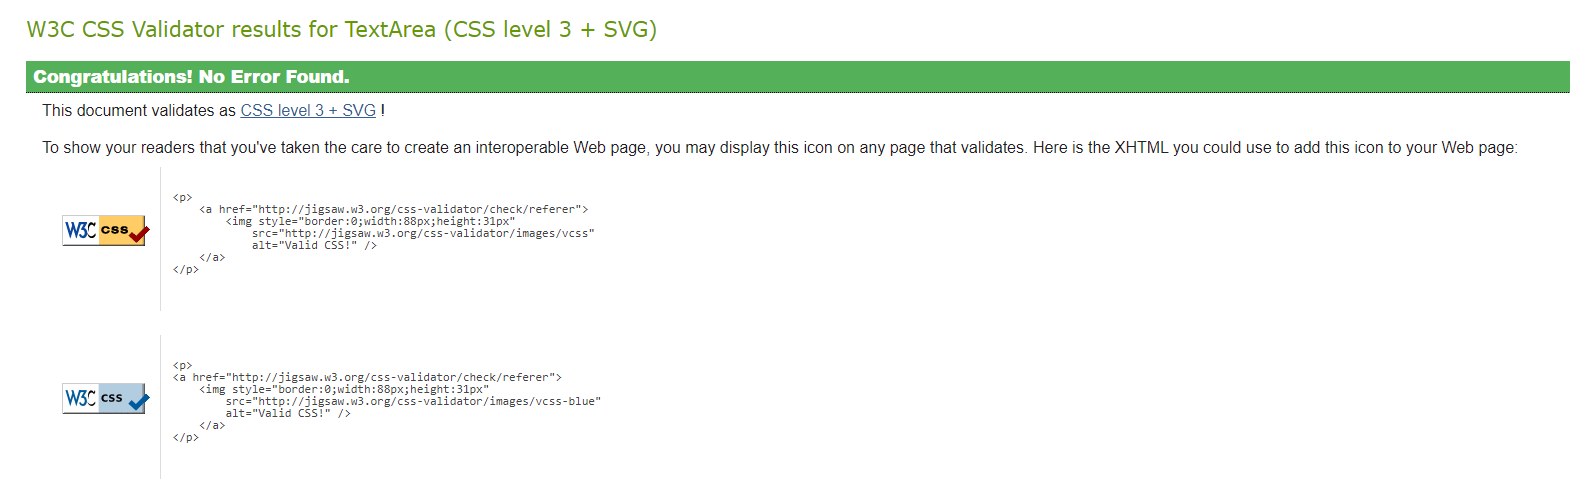 W3C CSS Validator results for TextArea (CSS level 3 + SVG)
Congratulations! No Error Found.
This document validates as CSS level 3 + SVG !
To show your readers that you've taken the care to create an interoperable Web page, you may display this icon on any page that validates. Here is the XHTML you could use to add this icon to your Web page:
W3C css
<p>
    <a href="http://jigsaw.w3.org/css-validator/check/referer">
        <img style="border:0;width:88px;height:31px"
            src="http://jigsaw.w3.org/css-validator/images/vcss"
            alt="Valid CSS!" />
    </a>
</p>
W3C css
<p>
<a href="http://jigsaw.w3.org/css-validator/check/referer">
    <img style="border:0;width:88px;height:31px"
        src="http://jigsaw.w3.org/css-validator/images/vcss-blue"
        alt="Valid CSS!" />
    </a>
</p>